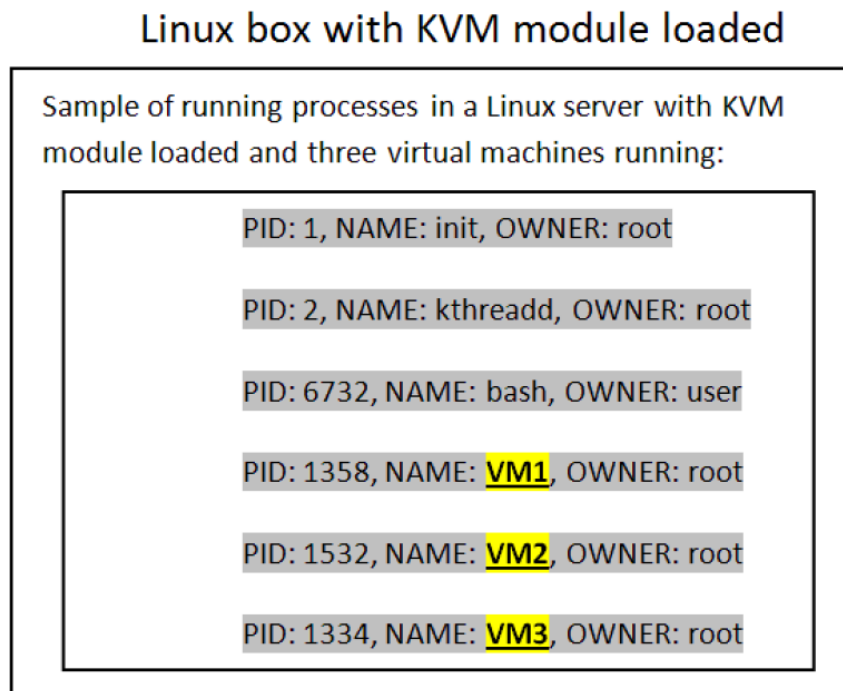 Linux box with KVM module loaded
Sample of running processes in a Linux server with KVM
module loaded and three virtual machines running:
PID: 1, NAME: init, OWNER: root
PID: 2, NAME: kthreadd, OWNER: root
PID: 6732, NAME: bash, OWNER: user
PID: 1358, NAME: VM1, OWNER: root
PID: 1532, NAME: VM2, OWNER: root
PID: 1334, NAME: VM3, OWNER: root